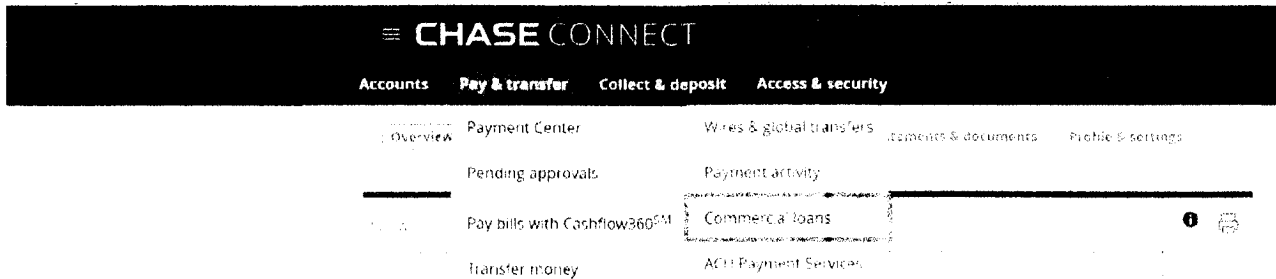 CHASE CONNECT
Accounts Pay & transfer Collect & deposit Access & security
Overview Payment Center Wires & global transfers & documents Profile & settings
Pending approvals Payment activity
Pay bills with Cashflow360SM Commercial loans
Transfer money ACH Payment Services